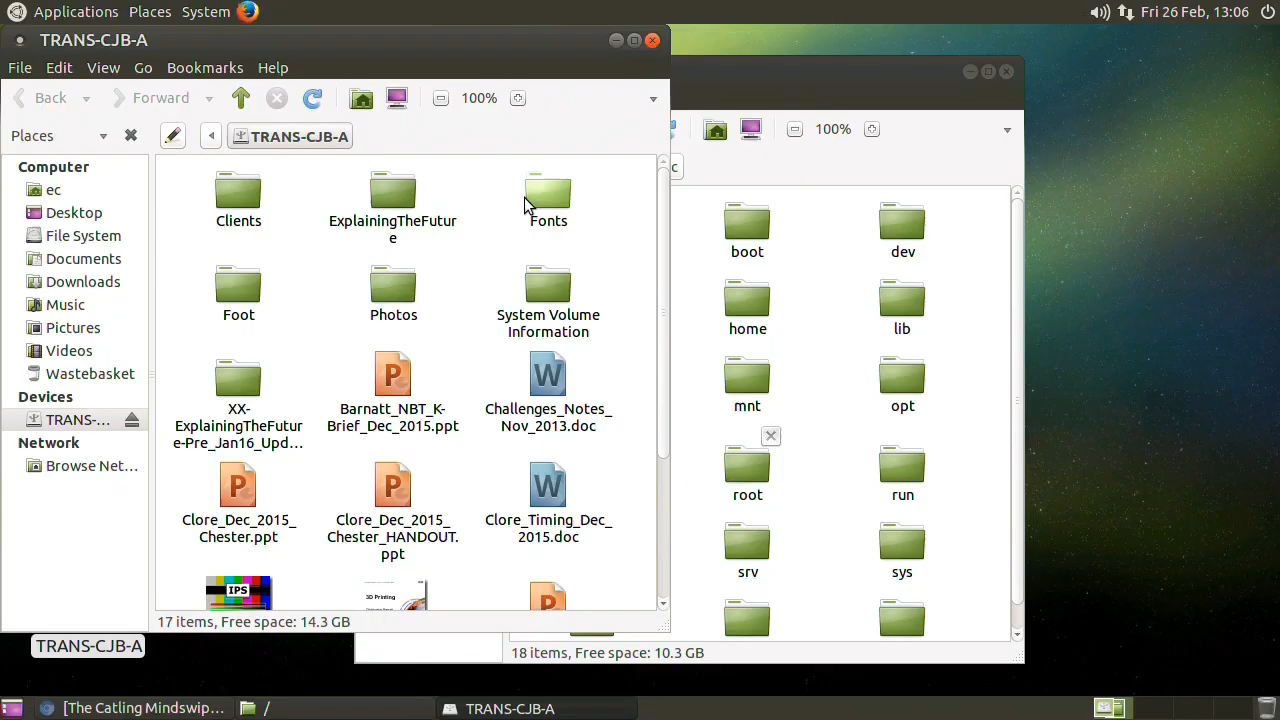 Applications Places System
Fri 26 Feb, 13:06
TRANS-CJB-A
File Edit View Go Bookmarks Help
Back Forward 100%
Places
TRANS-CJB-A
Computer
ec
Desktop
File System
Documents
Downloads
Music
Pictures
Videos
Wastebasket
Devices
TRANS-...
Network
Browse Net...
Clients
ExplainingTheFutur
e
Fonts
Foot
Photos
System Volume
Information
XX-
ExplainingTheFutur
e-Pre_Jan16_Upd...
Barnatt_NBT_K-
Brief_Dec_2015.ppt
Challenges_Notes_
Nov_2013.doc
Clore_Dec_2015_
Chester.ppt
Clore_Dec_2015_
Chester_HANDOUT.
ppt
Clore_Timing_Dec_
2015.doc
IPS
3D Printing
P
17 items, Free space: 14.3 GB
100%
c
boot
dev
home
lib
mnt
opt
root
run
srv
sys
18 items, Free space: 10.3 GB
TRANS-CJB-A
[The Catling Mindswip...
/
TRANS-CJB-A